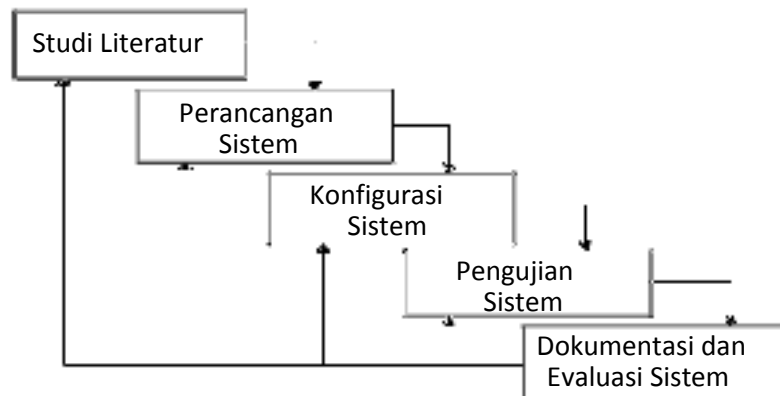 Studi Literatur
Perancangan
Sistem
Konfigurasi
Sistem
Pengujian
Sistem
Dokumentasi dan
Evaluasi Sistem